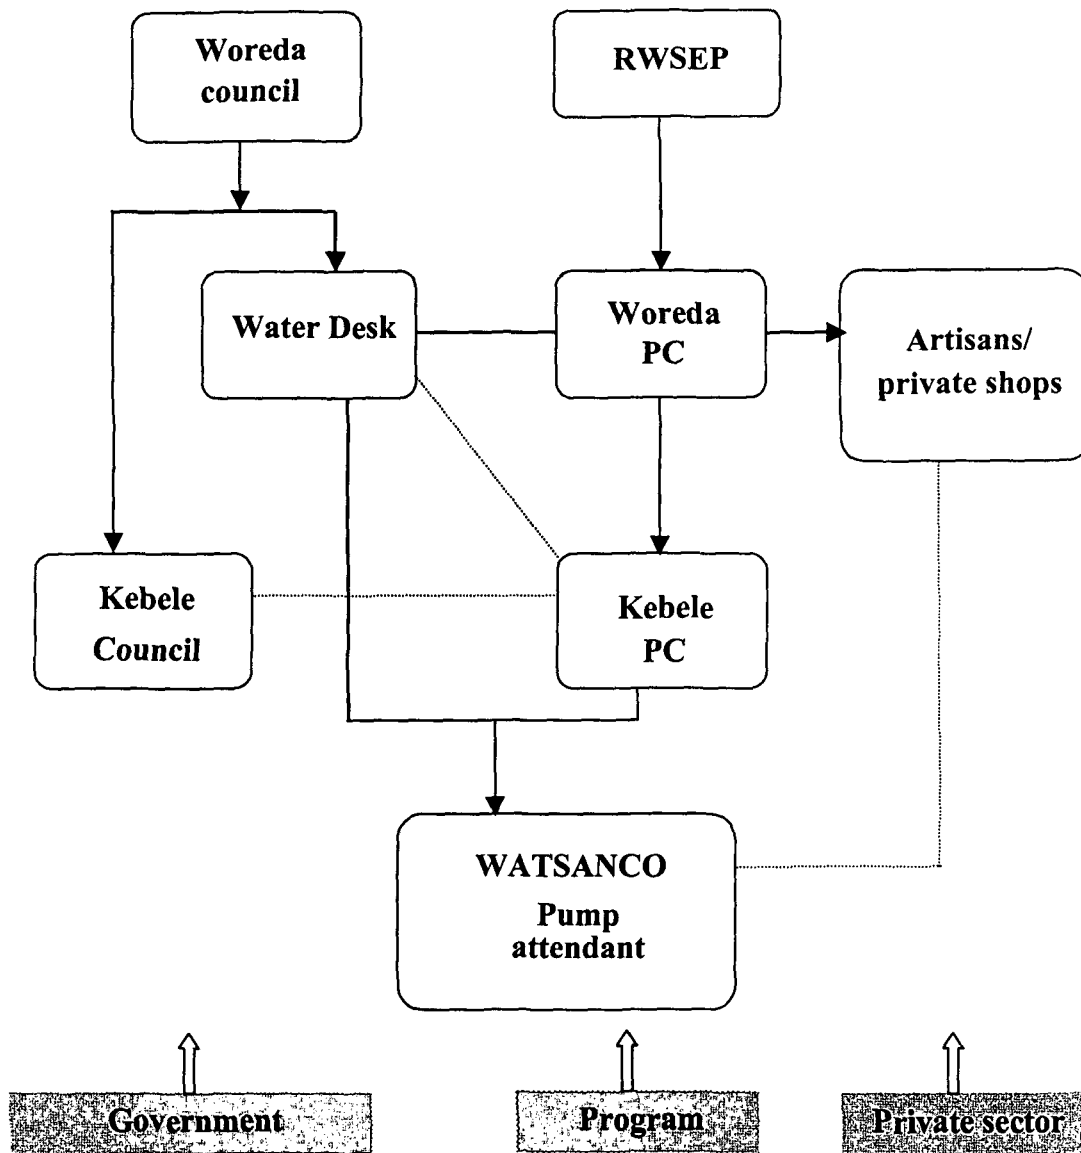 Woreda
council
RWSEP
Water Desk
Woreda
PC
Artisans/
private shops
Kebele
Council
Kebele
PC
WATSANCO
Pump
attendant
Government
Program
Private sector